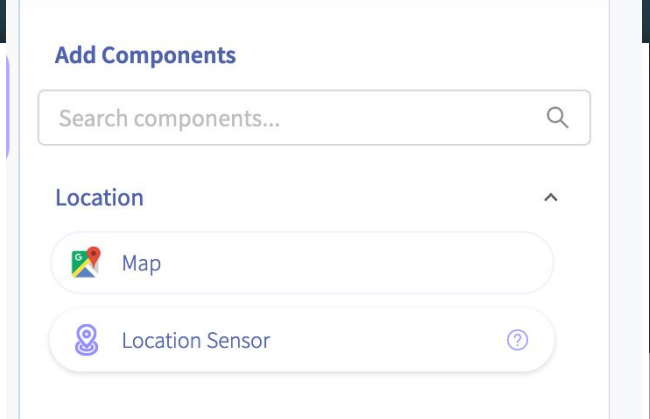 Add Components
Search components...
Location
Map
Location Sensor